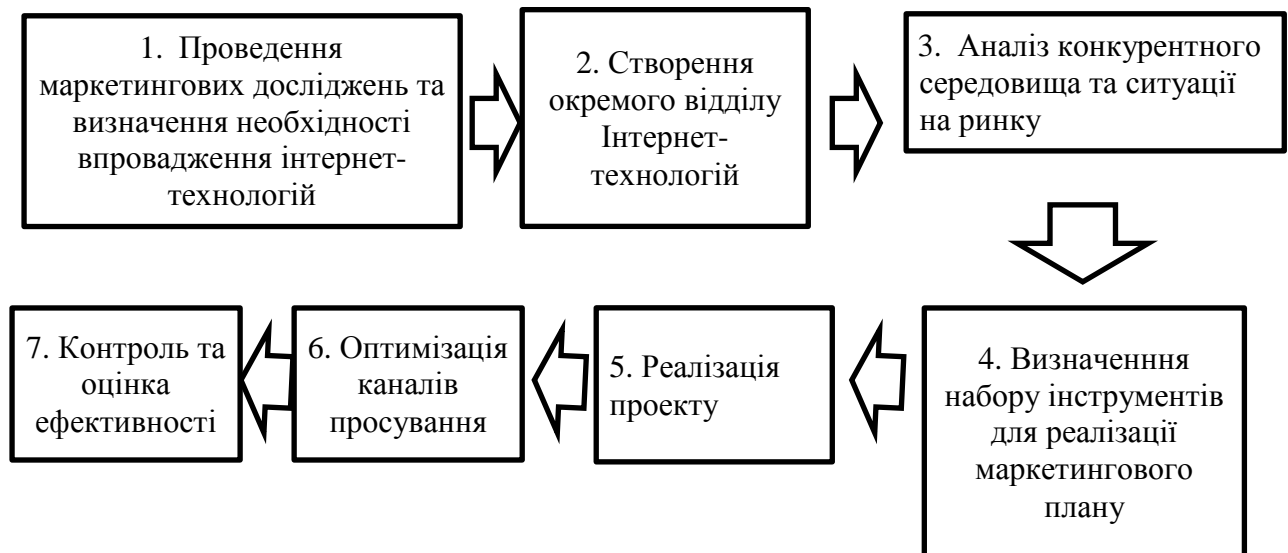 1. Проведення
маркетингових досліджень та
визначення необхідності
впровадження інтернет-
технологій
2. Створення
окремого відділу
Інтернет-
технологій
3. Аналіз конкурентного
середовища та ситуації
на ринку
4. Визначенння
набору інструментів
для реалізації
маркетингового
плану
5. Реалізація
проекту
6. Оптимізація
каналів
просування
7. Контроль та
оцінка
ефективності